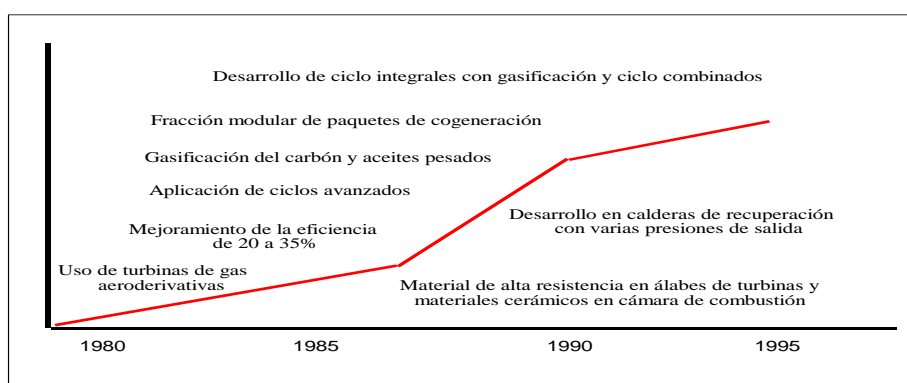 Desarrollo de ciclo integrales con gasificación y ciclo combinados
Fracción modular de paquetes de cogeneración
Gasificación del carbón y aceites pesados
Aplicación de ciclos avanzados
Desarrollo en calderas de recuperación
con varias presiones de salida
Mejoramiento de la eficiencia
de 20 a 35%
Uso de turbinas de gas
aeroderivativas
Material de alta resistencia en álabes de turbinas y
materiales cerámicos en cámara de combustión
1980
1985
1990
1995